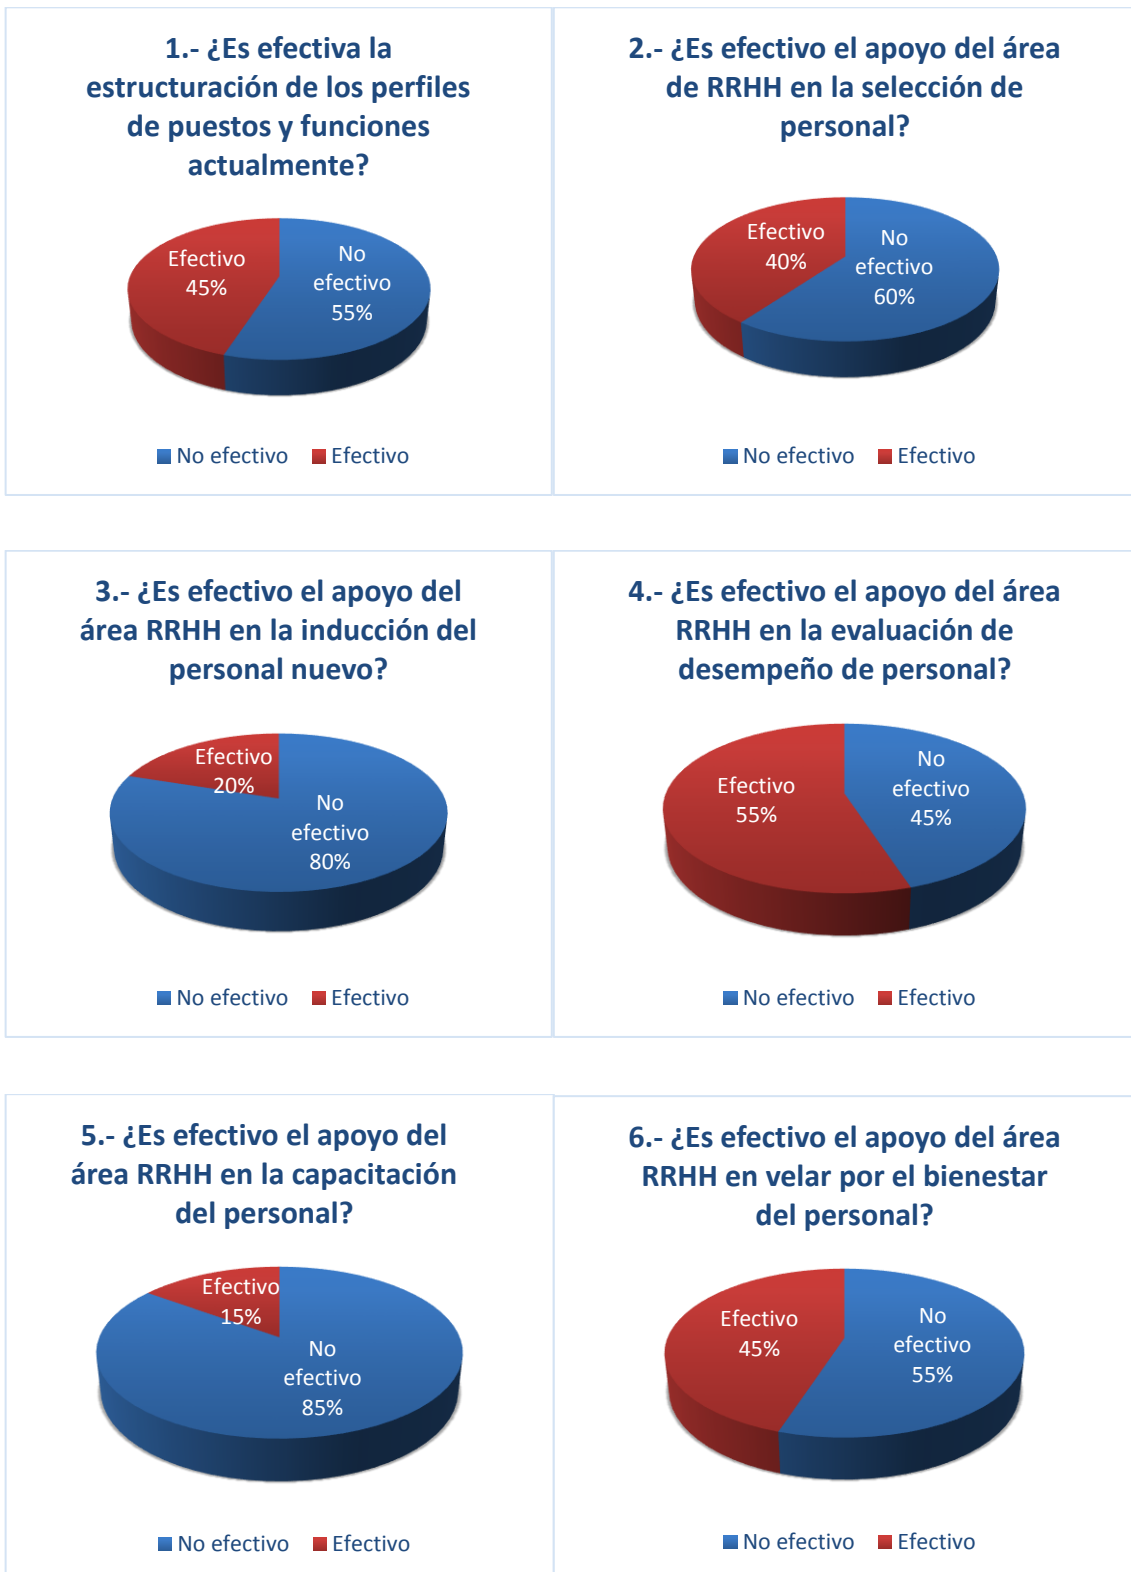 1.- ¿Es efectiva la
estructuración de los perfiles
de puestos y funciones
actualmente?
Efectivo
45%
No
efectivo
55%
No efectivo Efectivo
2.- ¿Es efectivo el apoyo del área
de RRHH en la selección de
personal?
Efectivo
40%
No
efectivo
60%
No efectivo Efectivo
3.- ¿Es efectivo el apoyo del
área RRHH en la inducción del
personal nuevo?
Efectivo
20%
No
efectivo
80%
No efectivo Efectivo
4.- ¿Es efectivo el apoyo del área
RRHH en la evaluación de
desempeño de personal?
Efectivo
55%
No
efectivo
45%
No efectivo Efectivo
5.- ¿Es efectivo el apoyo del
área RRHH en la capacitación
del personal?
Efectivo
15%
No
efectivo
85%
No efectivo Efectivo
6.- ¿Es efectivo el apoyo del área
RRHH en velar por el bienestar
del personal?
Efectivo
45%
No
efectivo
55%
No efectivo Efectivo